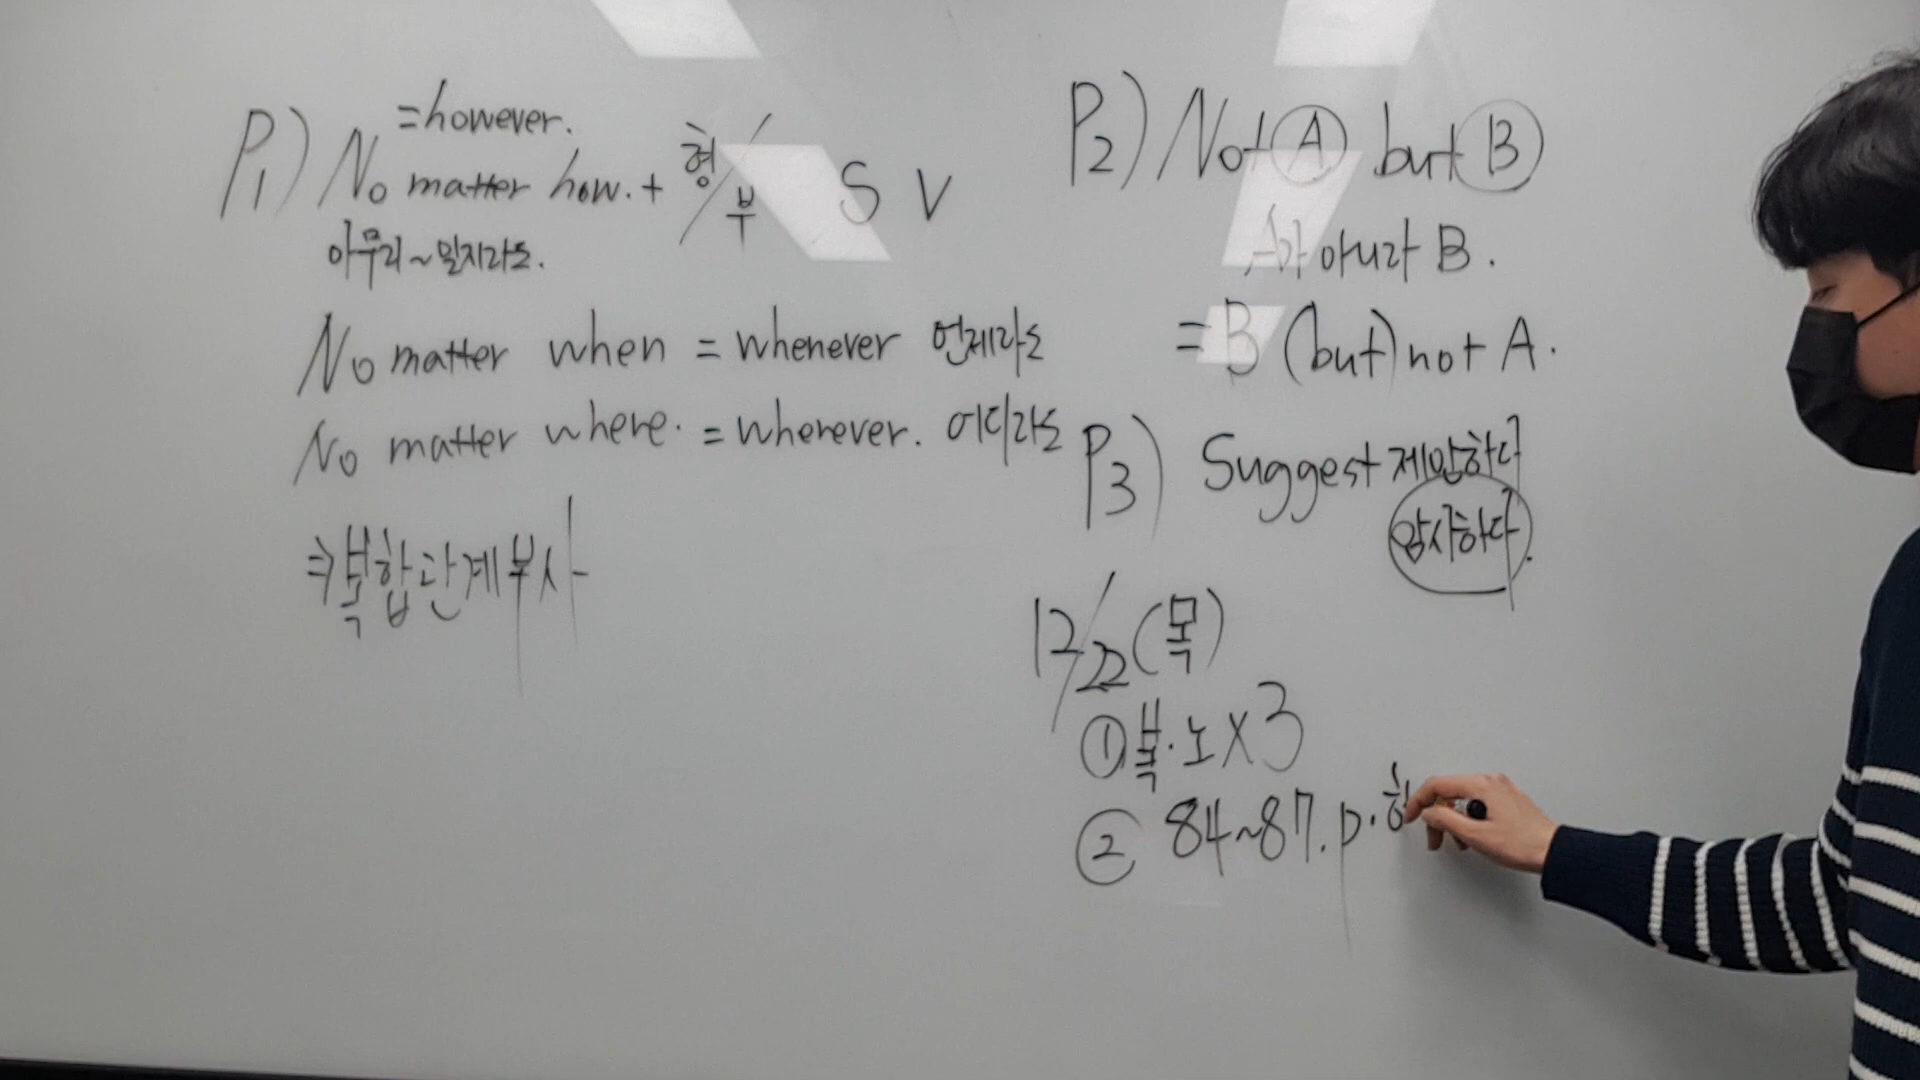 P1) =however.
No matter how. + 형/부 S V
아무리~일지라도.
No matter when = whenever 언제라도
No matter where. = wherever. 어디라도
⇒복합관계부사
P2) Not A but B
A가 아니라 B.
= B (but) not A.
P3) Suggest 제안하다
암시하다.
12/22 (목)
① 복·노 X3
② 84~87.p.